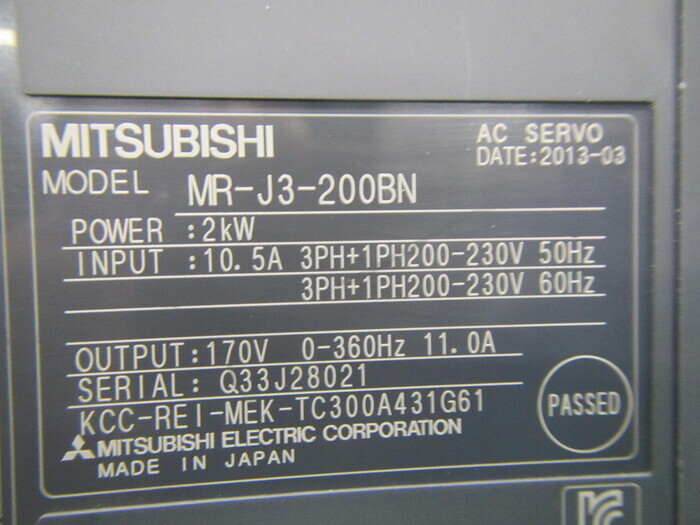 MITSUBISHI
AC SERVO
DATE:2013-03
MODEL MR-J3-200BN
POWER :2kW
INPUT :10.5A 3PH+1PH200-230V 50Hz
3PH+1PH200-230V 60Hz
OUTPUT:170V 0-360Hz 11.0A
SERIAL: Q33J28021
KCC-REI-MEK-TC300A431G61
PASSED
MITSUBISHI ELECTRIC CORPORATION
MADE IN JAPAN